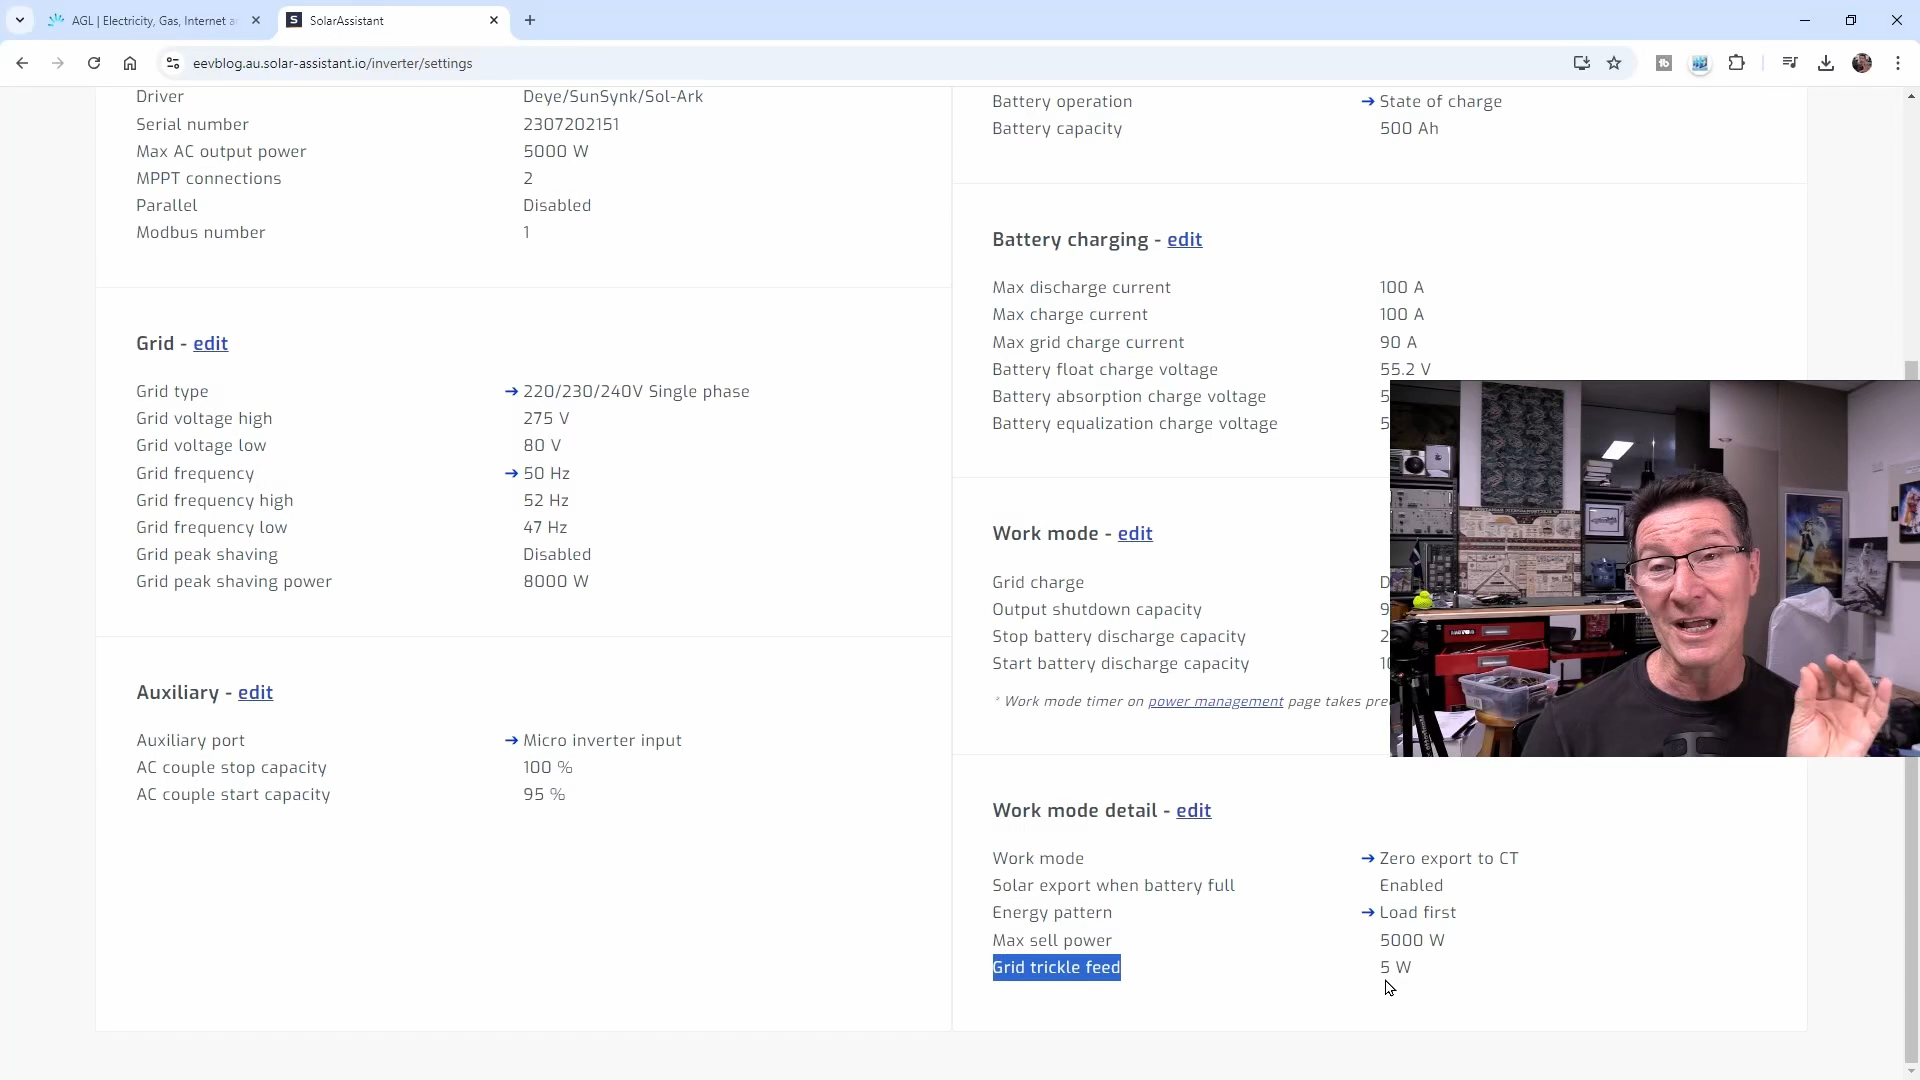 AGL | Electricity, Gas, Internet a
SolarAssistant
eevblog.au.solar-assistant.io/inverter/settings
Driver Deye/SunSynk/Sol-Ark
Serial number 2307202151
Max AC output power 5000 W
MPPT connections 2
Parallel Disabled
Modbus number 1
Grid - edit
Grid type ➔ 220/230/240V Single phase
Grid voltage high 275 V
Grid voltage low 80 V
Grid frequency ➔ 50 Hz
Grid frequency high 52 Hz
Grid frequency low 47 Hz
Grid peak shaving Disabled
Grid peak shaving power 8000 W
Auxiliary - edit
Auxiliary port ➔ Micro inverter input
AC couple stop capacity 100 %
AC couple start capacity 95 %
Battery operation ➔ State of charge
Battery capacity 500 Ah
Battery charging - edit
Max discharge current 100 A
Max charge current 100 A
Max grid charge current 90 A
Battery float charge voltage 55.2 V
Battery absorption charge voltage 5
Battery equalization charge voltage 5
Work mode - edit
Grid charge D
Output shutdown capacity 9
Stop battery discharge capacity 2
Start battery discharge capacity 10
* Work mode timer on power management page takes pre
Work mode detail - edit
Work mode ➔ Zero export to CT
Solar export when battery full Enabled
Energy pattern ➔ Load first
Max sell power 5000 W
Grid trickle feed 5 W